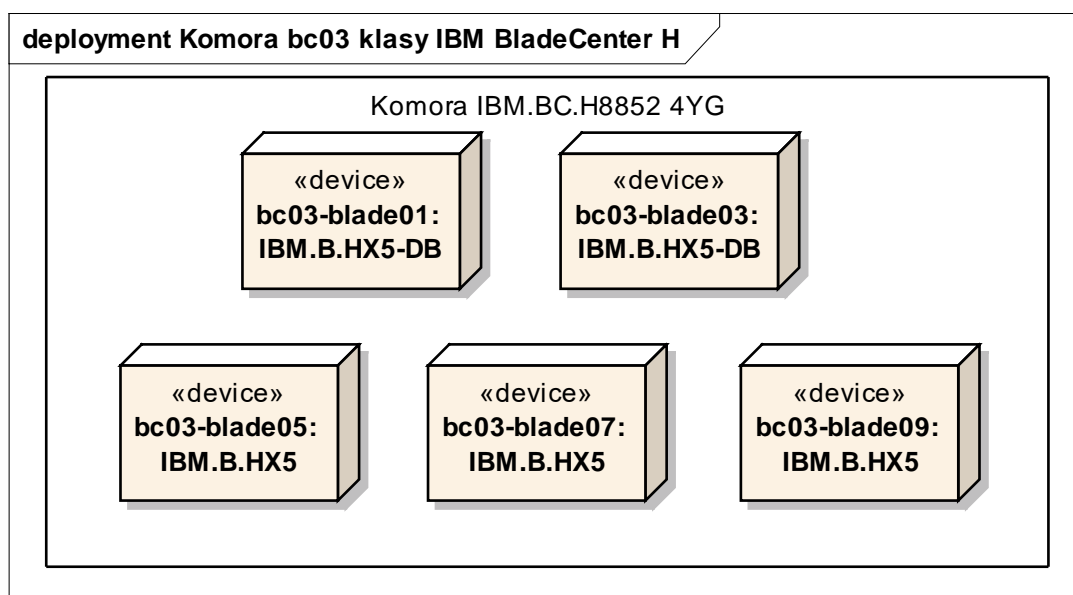 deployment Komora bc03 klasy IBM BladeCenter H
Komora IBM.BC.H8852 4YG
«device»
bc03-blade01:
IBM.B.HX5-DB
«device»
bc03-blade03:
IBM.B.HX5-DB
«device»
bc03-blade05:
IBM.B.HX5
«device»
bc03-blade07:
IBM.B.HX5
«device»
bc03-blade09:
IBM.B.HX5